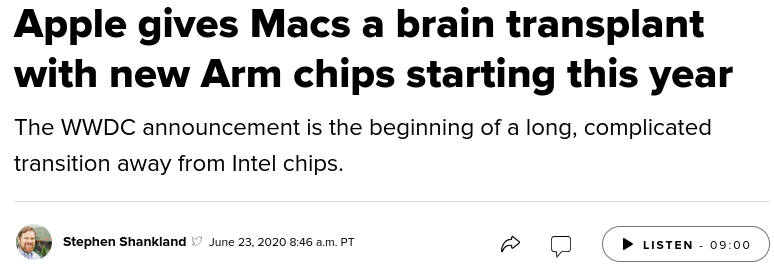 Apple gives Macs a brain transplant
with new Arm chips starting this year
The WWDC announcement is the beginning of a long, complicated
transition away from Intel chips.
Stephen Shankland June 23, 2020 8:46 a.m. PT
LISTEN - 09:00